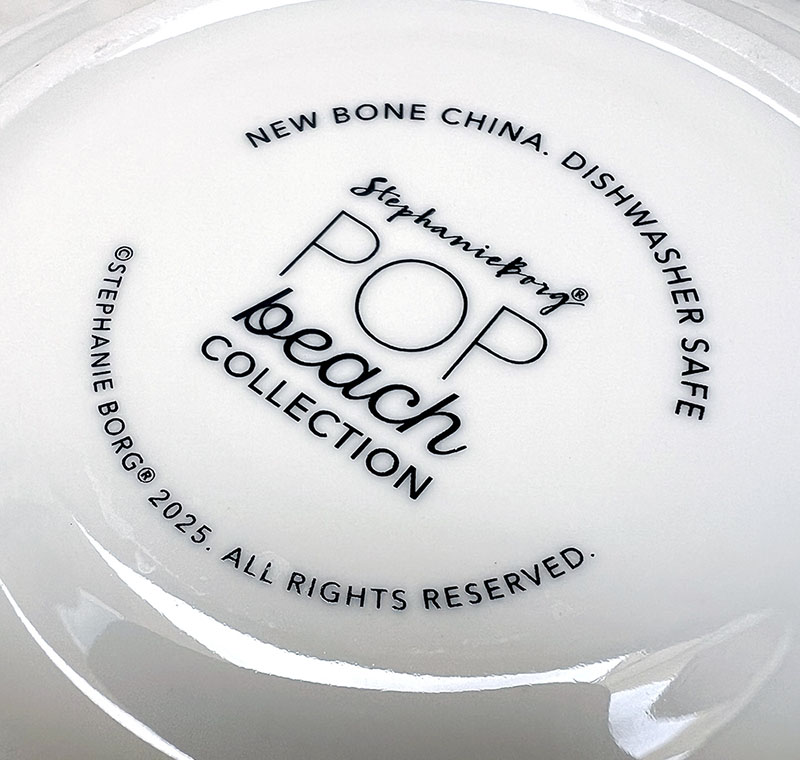 NEW BONE CHINA. DISHWASHER SAFE
StephanieBorg®
POP
beach
COLLECTION
©STEPHANIE BORG® 2025. ALL RIGHTS RESERVED.